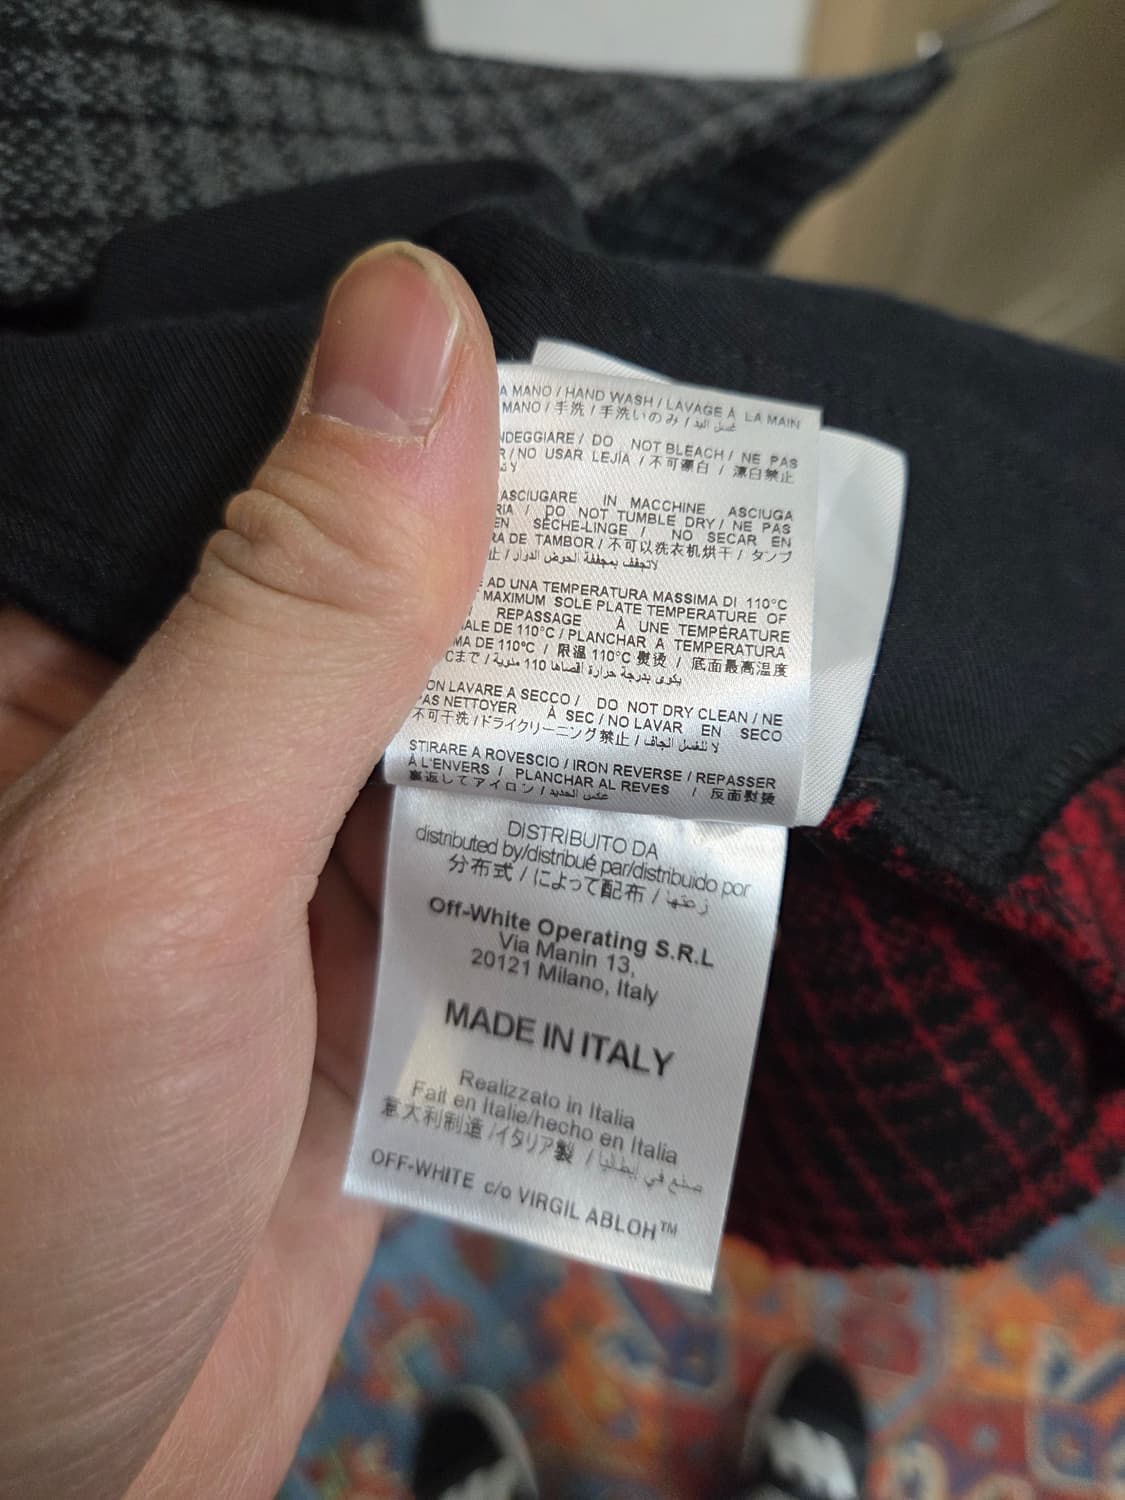 A MANO / HAND WASH / LAVAGE À LA MAIN
MANO / 手洗 / 手洗いのみ / غسل اليد
NDEGGIARE / DO NOT BLEACH / NE PAS
R / NO USAR LEJÍA / 不可漂白 / 漂白禁止
ASCIUGARE IN MACCHINE ASCIUGA
RIA / DO NOT TUMBLE DRY / NE PAS
EN SÈCHE-LINGE / NO SECAR EN
RA DE TAMBOR / 不可以洗衣机烘干 / タンブ
止 / لاتجفف بمجففة الحوض الدوار
AD UNA TEMPERATURA MASSIMA DI 110°C
MAXIMUM SOLE PLATE TEMPERATURE OF
REPASSAGE À UNE TEMPÉRATURE
ALE DE 110°C / PLANCHAR A TEMPERATURA
MA DE 110°C / 限温 110°C 熨烫 / 底面最高温度
Cまで / يكوى بدرجة حرارة أقصاها 110 مئوية
ON LAVARE A SECCO / DO NOT DRY CLEAN / NE
PAS NETTOYER À SEC / NO LAVAR EN SECO
不可干洗 / ドライクリーニング禁止 / لا للغسل الجاف
STIRARE A ROVESCIO / IRON REVERSE / REPASSER
À L'ENVERS / PLANCHAR AL REVES / 反面熨烫
裏返してアイロン / عكس الحديد
DISTRIBUITO DA
distributed by/distribué par/distribuido por
分布式 / によって配布 /
Off-White Operating S.R.L
Via Manin 13,
20121 Milano, Italy
MADE IN ITALY
Realizzato in Italia
Fait en Italie/hecho en Italia
意大利制造 /イタリア製 / صنع في إيطاليا
OFF-WHITE c/o VIRGIL ABLOH™